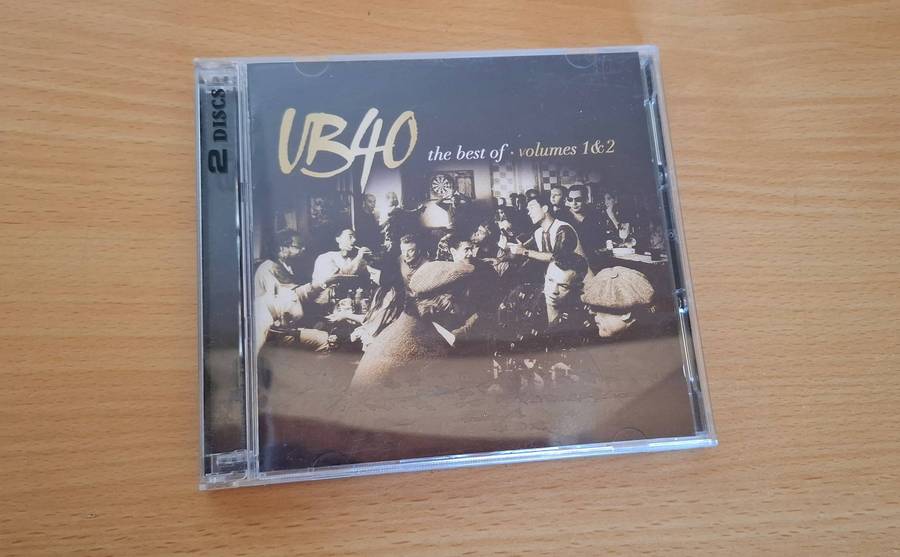 2 DISCS
UB40
the best of · volumes 1&2